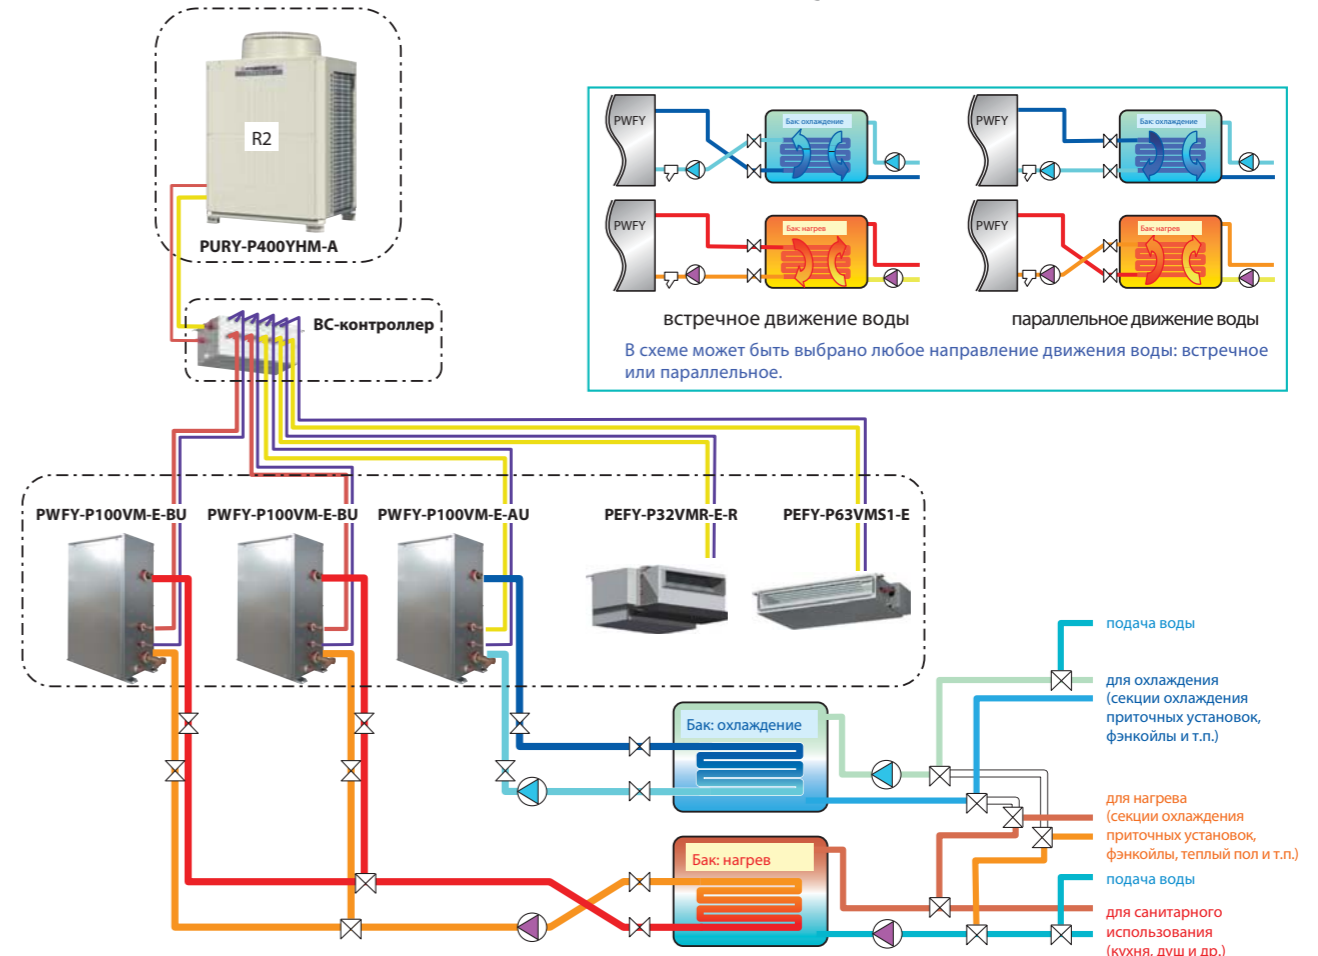 R2
PURY-P400YHM-A
BC-контроллер
PWFY
Бак: охлаждение
PWFY
Бак: охлаждение
PWFY
Бак: нагрев
PWFY
Бак: нагрев
встречное движение воды
параллельное движение воды
В схеме может быть выбрано любое направление движения воды: встречное
или параллельное.
PWFY-P100VM-E-BU
PWFY-P100VM-E-BU
PWFY-P100VM-E-AU
PEFY-P32VMR-E-R
PEFY-P63VMS1-E
Бак: охлаждение
Бак: нагрев
подача воды
для охлаждения
(секции охлаждения
приточных установок,
фэнкойлы и т.п.)
для нагрева
(секции охлаждения
приточных установок,
фэнкойлы, теплый пол и т.п.)
подача воды
для санитарного
использования
(кухня, душ и др.)